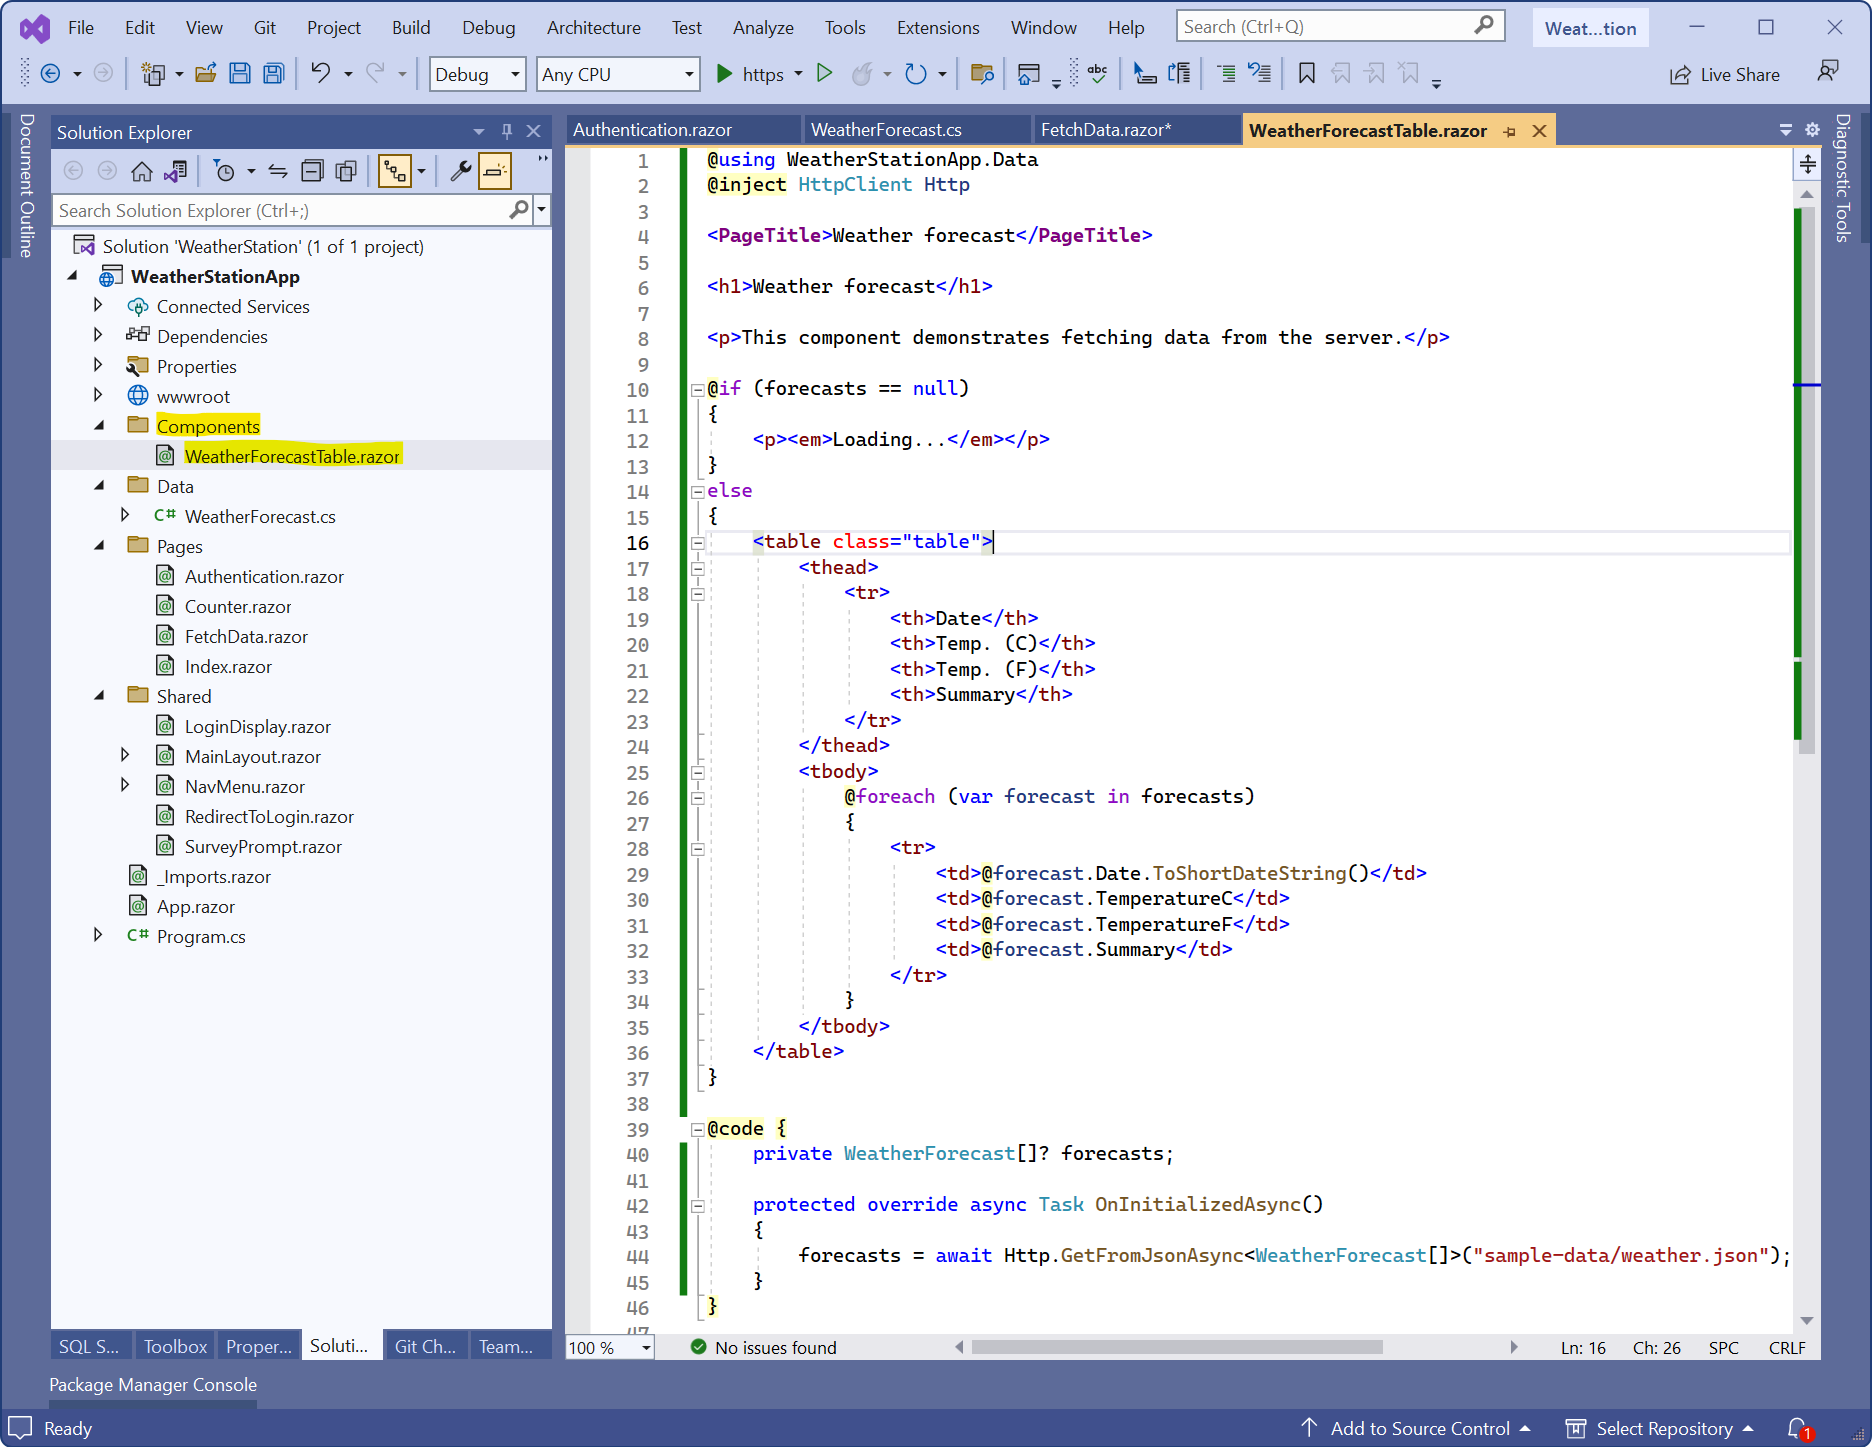 File Edit View Git Project Build Debug Architecture Test Analyze Tools Extensions Window Help Search (Ctrl+Q) Weat...tion
Debug Any CPU https abc Live Share
Document Outline
Solution Explorer
Search Solution Explorer (Ctrl+;)
Solution 'WeatherStation' (1 of 1 project)
WeatherStationApp
Connected Services
Dependencies
Properties
wwwroot
Components
WeatherForecastTable.razor
Data
C# WeatherForecast.cs
Pages
Authentication.razor
Counter.razor
FetchData.razor
Index.razor
Shared
LoginDisplay.razor
MainLayout.razor
NavMenu.razor
RedirectToLogin.razor
SurveyPrompt.razor
_Imports.razor
App.razor
C# Program.cs
SQL S... Toolbox Proper... Soluti... Git Ch... Team...
Authentication.razor WeatherForecast.cs FetchData.razor* WeatherForecastTable.razor
1 @using WeatherStationApp.Data
2 @inject HttpClient Http
3
4 <PageTitle>Weather forecast</PageTitle>
5
6 <h1>Weather forecast</h1>
7
8 <p>This component demonstrates fetching data from the server.</p>
9
10 @if (forecasts == null)
11 {
12     <p><em>Loading...</em></p>
13 }
14 else
15 {
16     <table class="table">
17         <thead>
18             <tr>
19                 <th>Date</th>
20                 <th>Temp. (C)</th>
21                 <th>Temp. (F)</th>
22                 <th>Summary</th>
23             </tr>
24         </thead>
25         <tbody>
26             @foreach (var forecast in forecasts)
27             {
28                 <tr>
29                     <td>@forecast.Date.ToShortDateString()</td>
30                     <td>@forecast.TemperatureC</td>
31                     <td>@forecast.TemperatureF</td>
32                     <td>@forecast.Summary</td>
33                 </tr>
34             }
35         </tbody>
36     </table>
37 }
38
39 @code {
40     private WeatherForecast[]? forecasts;
41
42     protected override async Task OnInitializedAsync()
43     {
44         forecasts = await Http.GetFromJsonAsync<WeatherForecast[]>("sample-data/weather.json");
45     }
46 }
47
100 % No issues found Ln: 16 Ch: 26 SPC CRLF
Diagnostic Tools
Package Manager Console
Ready Add to Source Control Select Repository 1